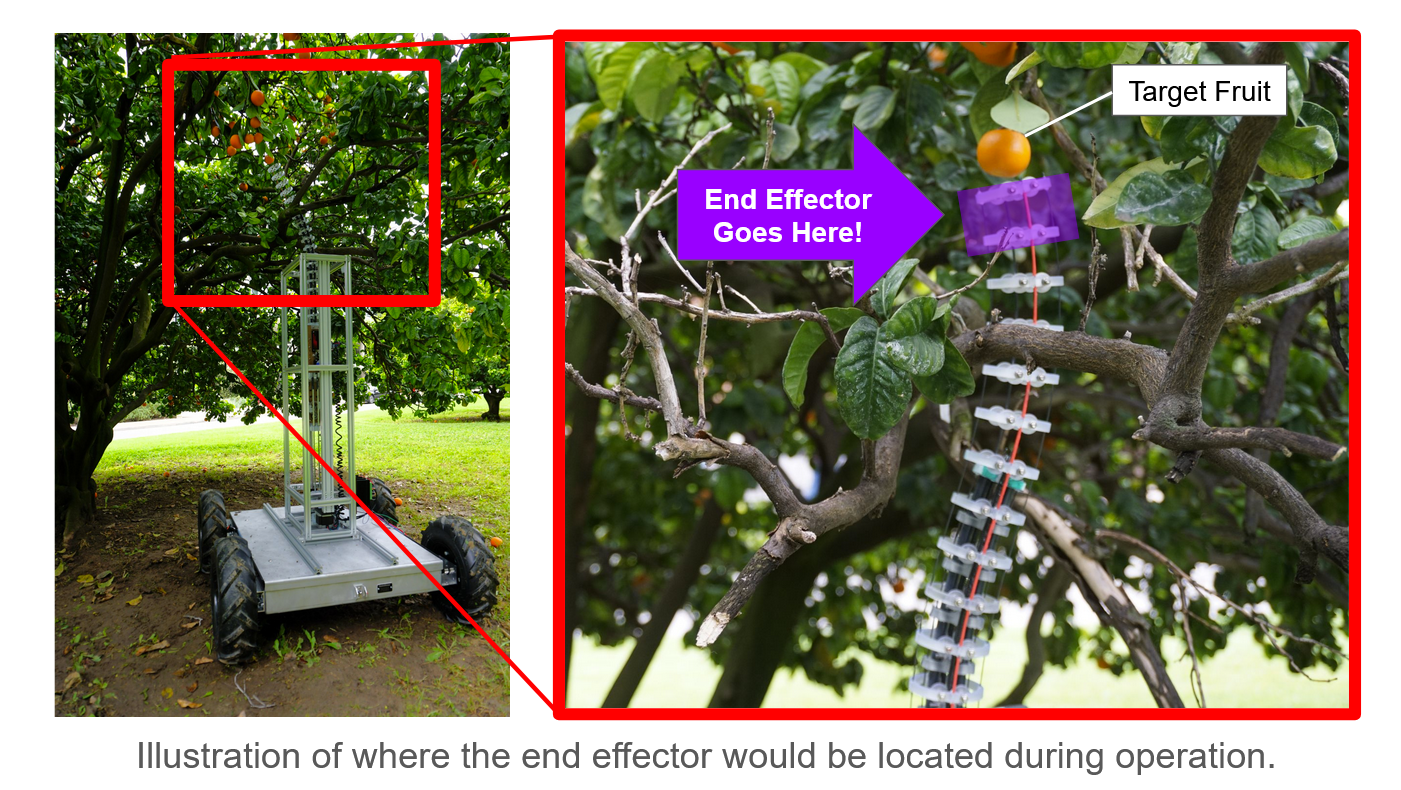 Target Fruit
End Effector
Goes Here!
Illustration of where the end effector would be located during operation.